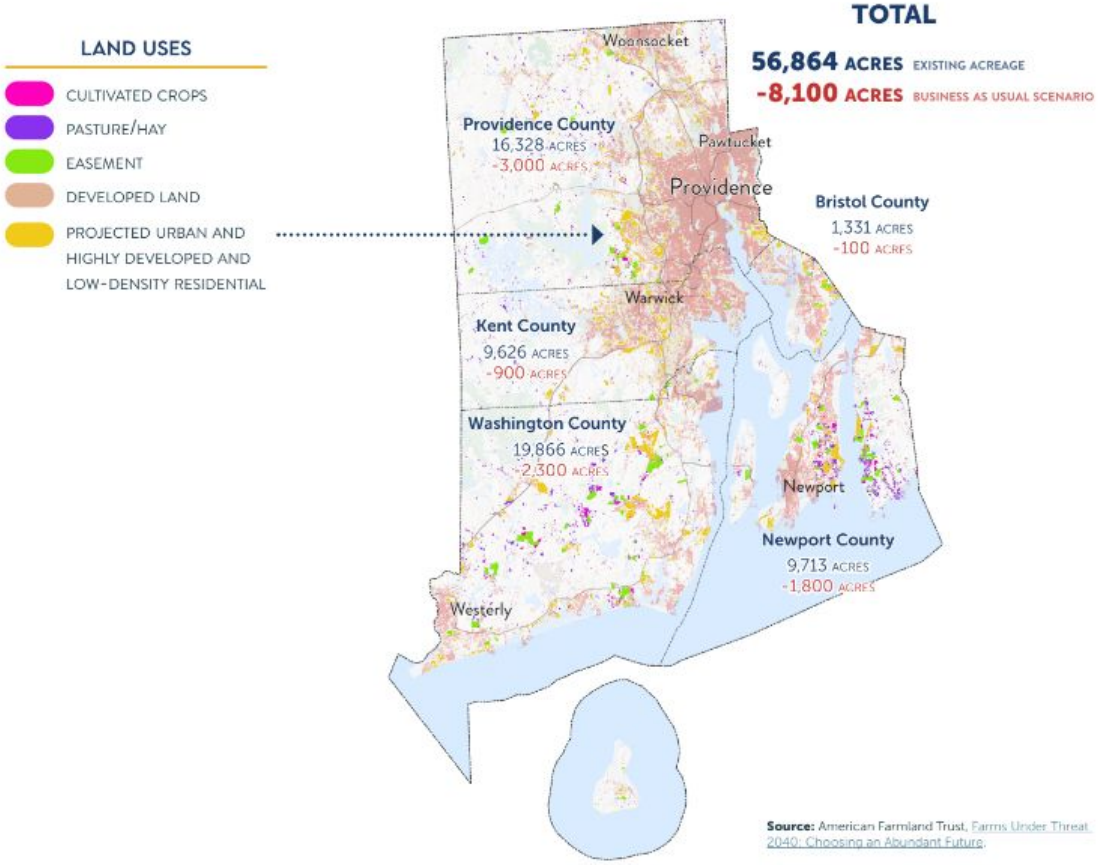 LAND USES
CULTIVATED CROPS
PASTURE/HAY
EASEMENT
DEVELOPED LAND
PROJECTED URBAN AND
HIGHLY DEVELOPED AND
LOW-DENSITY RESIDENTIAL
TOTAL
56,864 ACRES EXISTING ACREAGE
-8,100 ACRES BUSINESS AS USUAL SCENARIO
Woonsocket
Providence County
16,328 ACRES
-3,000 ACRES
Pawtucket
Providence
Bristol County
1,331 ACRES
-100 ACRES
Warwick
Kent County
9,626 ACRES
-900 ACRES
Washington County
19,866 ACRES
-2,300 ACRES
Newport
Newport County
9,713 ACRES
-1,800 ACRES
Westerly
Source: American Farmland Trust, Farms Under Threat
2040: Choosing an Abundant Future.